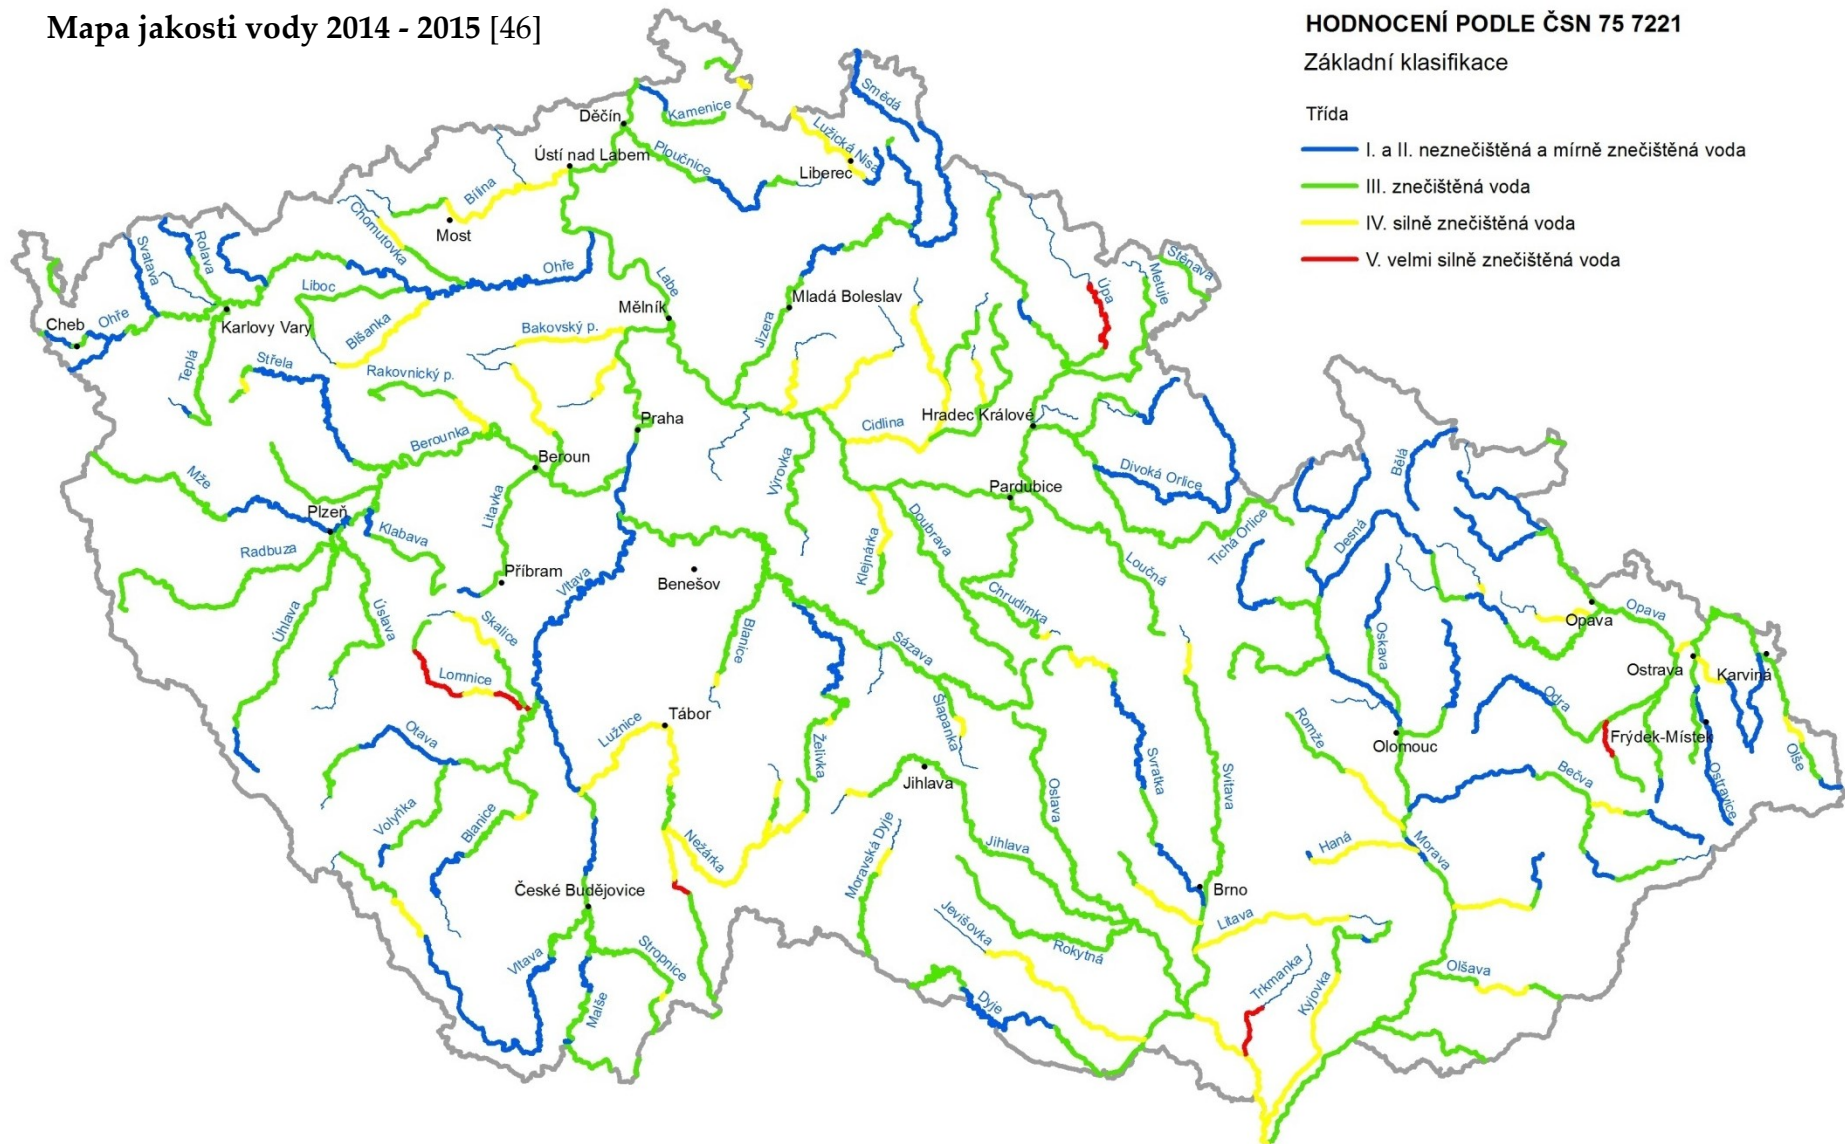 Mapa jakosti vody 2014 - 2015 [46]
HODNOCENÍ PODLE ČSN 75 7221
Základní klasifikace
Třída
I. a II. neznečištěná a mírně znečištěná voda
III. znečištěná voda
IV. silně znečištěná voda
V. velmi silně znečištěná voda
Smědá
Kamenice
Děčín
Lužická Nisa
Ploučnice
Ústí nad Labem
Liberec
Bílina
Most
Chomutovka
Rolava
Svatava
Stěnava
Metuje
Úpa
Ohře
Labe
Liboc
Mladá Boleslav
Mělník
Ohře
Cheb
Karlovy Vary
Blšanka
Bakovský p.
Jizera
Teplá
Střela
Rakovnický p.
Praha
Hradec Králové
Cidlina
Berounka
Beroun
Výrovka
Divoká Orlice
Bělá
Mže
Pardubice
Plzeň
Litavka
Klabava
Doubrava
Tichá Orlice
Desná
Radbuza
Klejnárka
Loučná
Příbram
Vltava
Benešov
Chrudimka
Úhlava
Úslava
Skalice
Blanice
Sázava
Oskava
Opava
Opava
Lomnice
Ostrava
Karviná
Odra
Tábor
Lužnice
Šlapanka
Romže
Frýdek-Místek
Otava
Želivka
Olomouc
Olše
Jihlava
Svratka
Svitava
Bečva
Ostravice
Oslava
Volyňka
Blanice
Nežárka
Moravská Dyje
Jihlava
Haná
Morava
České Budějovice
Brno
Litava
Jevišovka
Rokytná
Vltava
Stropnice
Olšava
Trkmanka
Kyjovka
Malše
Dyje